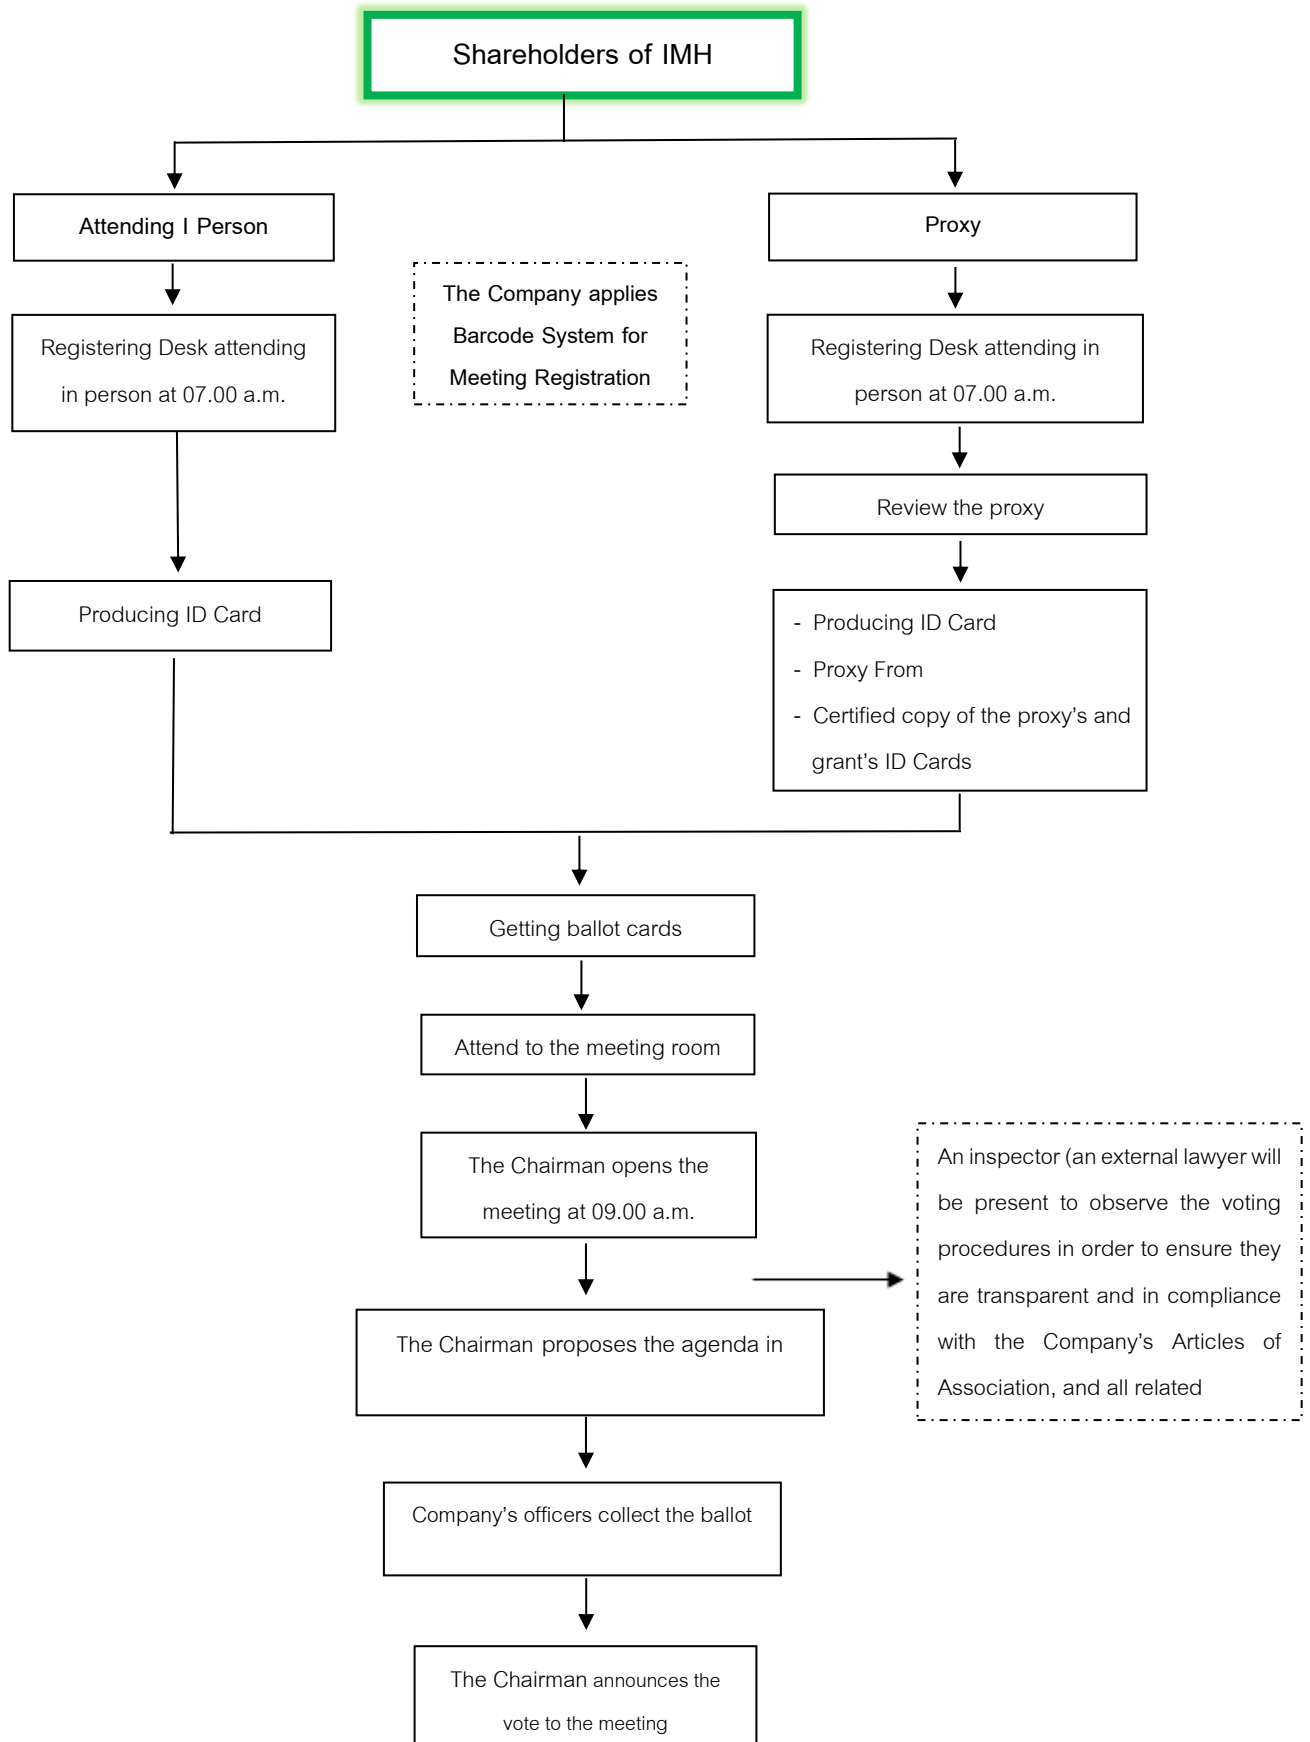 Shareholders of IMH
Attending I Person
Proxy
The Company applies
Barcode System for
Meeting Registration
Registering Desk attending
in person at 07.00 a.m.
Registering Desk attending in
person at 07.00 a.m.
Review the proxy
Producing ID Card
- Producing ID Card
- Proxy From
- Certified copy of the proxy’s and
grant’s ID Cards
Getting ballot cards
Attend to the meeting room
The Chairman opens the
meeting at 09.00 a.m.
An inspector (an external lawyer will
be present to observe the voting
procedures in order to ensure they
are transparent and in compliance
with the Company’s Articles of
Association, and all related
The Chairman proposes the agenda in
Company’s officers collect the ballot
The Chairman announces the
vote to the meeting